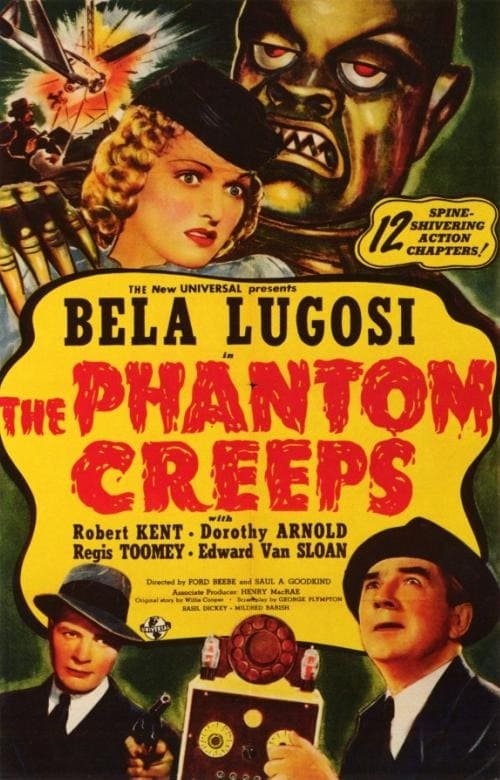 12 SPINE-
SHIVERING
ACTION
CHAPTERS!
THE New UNIVERSAL presents
BELA LUGOSI
in
THE PHANTOM
CREEPS
with
Robert KENT · Dorothy ARNOLD
Regis TOOMEY · Edward Van SLOAN
Directed by FORD BEEBE and SAUL A GOODKIND
Associate Producer: HENRY MacRAE
Original story by Willis Cooper · Screenplay by GEORGE PLYMPTON
BASIL DICKEY · MILDRED BARISH
UNIVERSAL